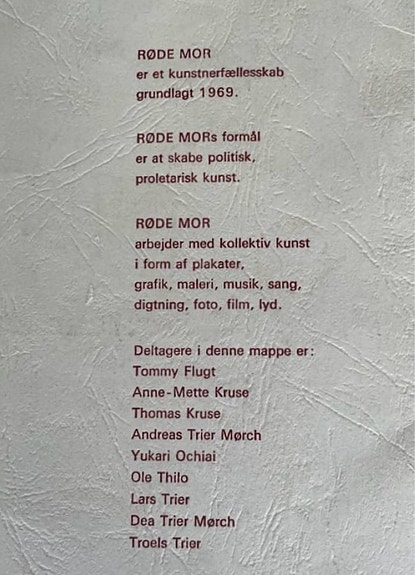 RØDE MOR
er et kunstnerfællesskab
grundlagt 1969.
RØDE MORs formål
er at skabe politisk,
proletarisk kunst.
RØDE MOR
arbejder med kollektiv kunst
i form af plakater,
grafik, maleri, musik, sang,
digtning, foto, film, lyd.
Deltagere i denne mappe er:
Tommy Flugt
Anne-Mette Kruse
Thomas Kruse
Andreas Trier Mørch
Yukari Ochiai
Ole Thilo
Lars Trier
Dea Trier Mørch
Troels Trier